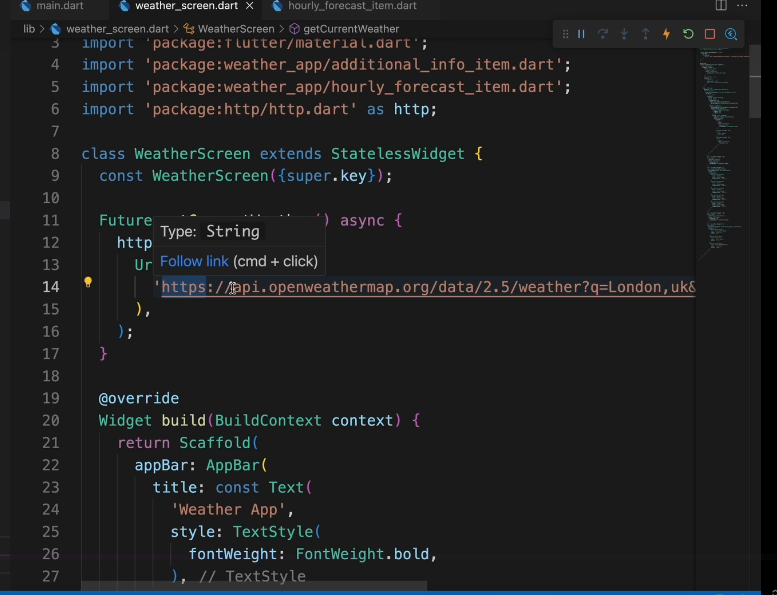 main.dart weather_screen.dart hourly_forecast_item.dart
lib > weather_screen.dart > WeatherScreen > getCurrentWeather
3 import 'package:flutter/material.dart';
4 import 'package:weather_app/additional_info_item.dart';
5 import 'package:weather_app/hourly_forecast_item.dart';
6 import 'package:http/http.dart' as http;
7
8 class WeatherScreen extends StatelessWidget {
9 const WeatherScreen({super.key});
10
11 Future ) async {
Type: String
12 http
Follow link (cmd + click)
13 Ur
14 'https://api.openweathermap.org/data/2.5/weather?q=London,uk&
15 ),
16 );
17 }
18
19 @override
20 Widget build(BuildContext context) {
21 return Scaffold(
22 appBar: AppBar(
23 title: const Text(
24 'Weather App',
25 style: TextStyle(
26 fontWeight: FontWeight.bold,
27 ), // TextStyle